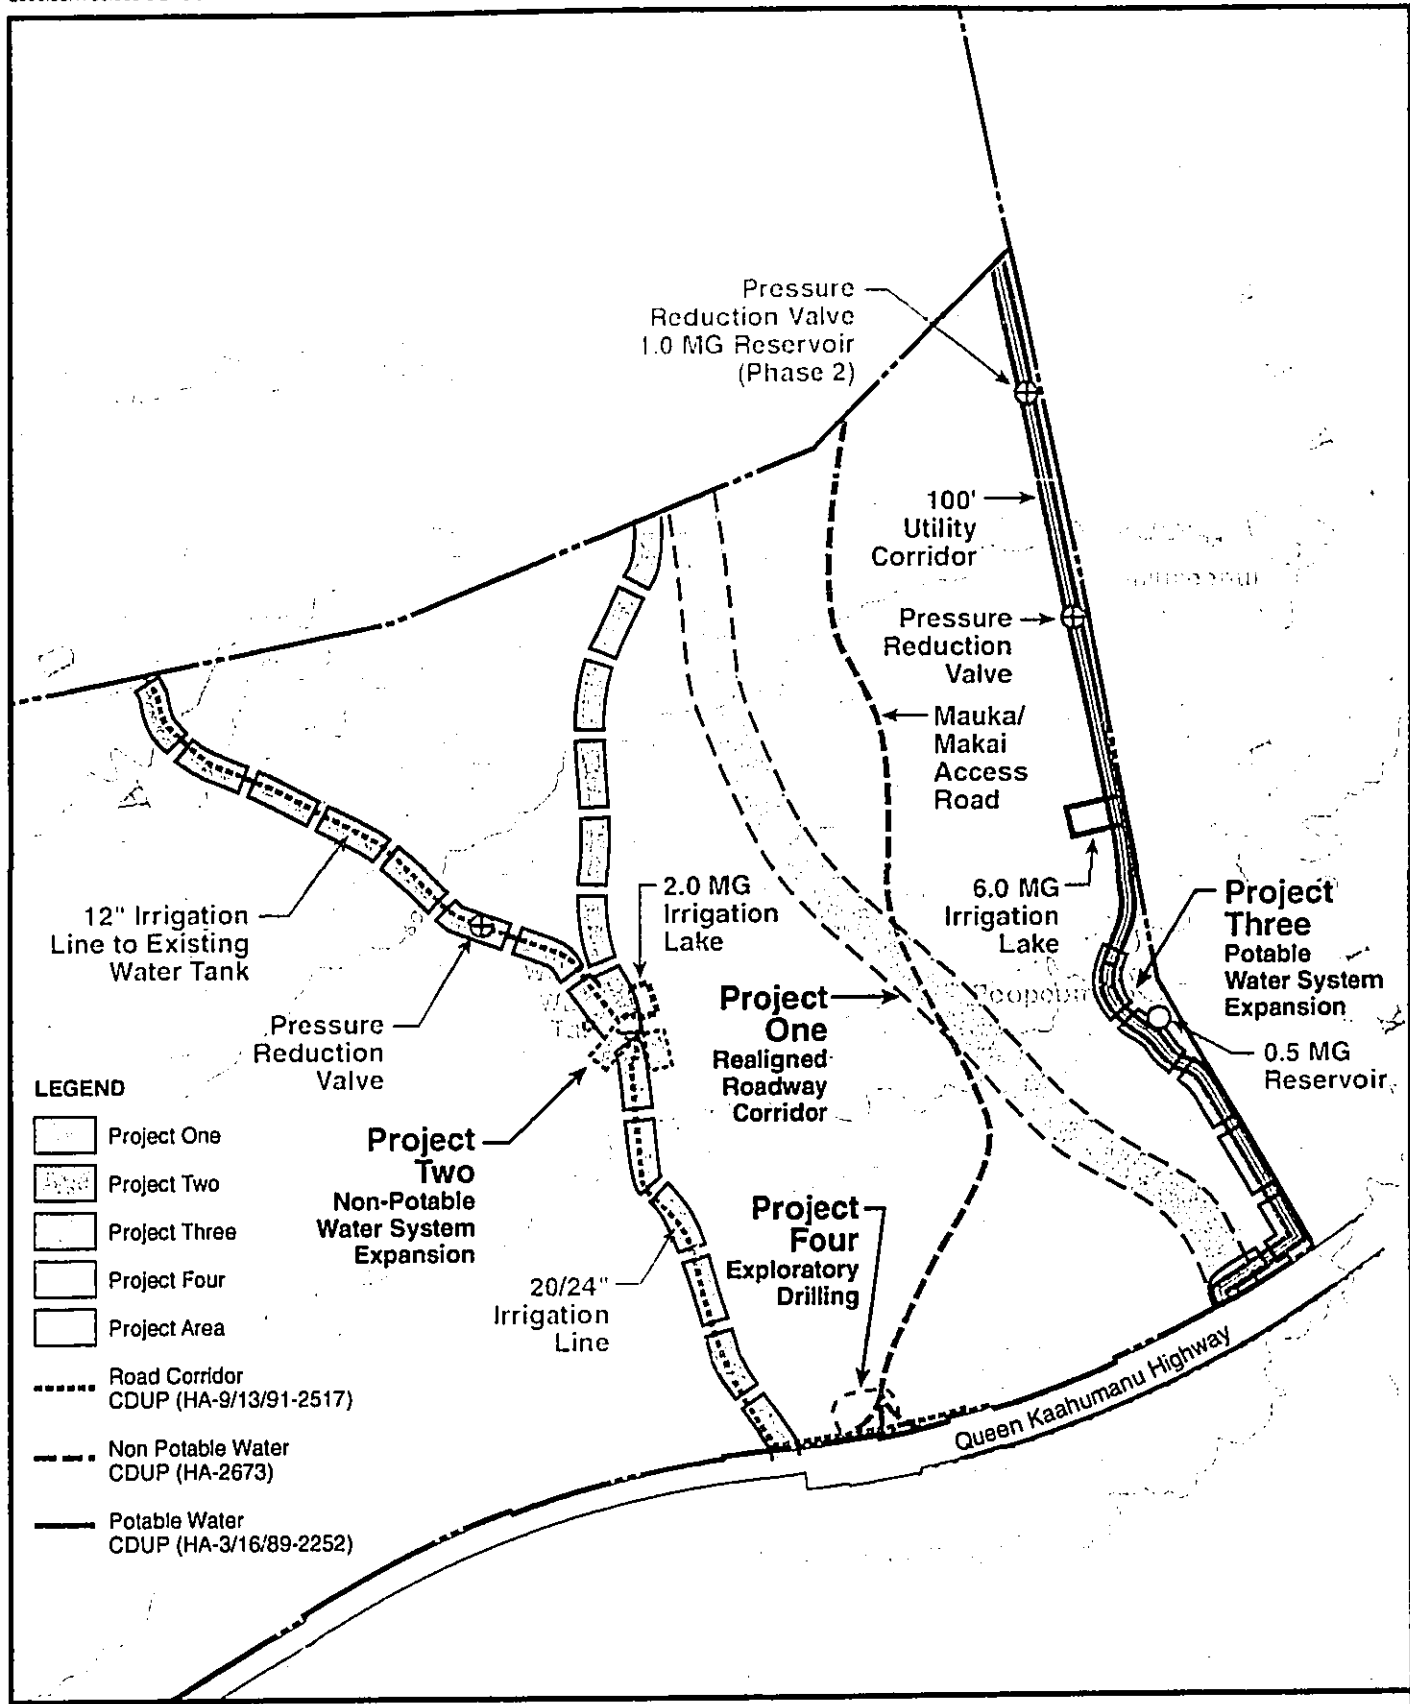 Pressure
Reduction Valve
1.0 MG Reservoir
(Phase 2)
100'
Utility
Corridor
Pressure
Reduction
Valve
Mauka/
Makai
Access
Road
6.0 MG
Irrigation
Lake
Project
Three
Potable
Water System
Expansion
0.5 MG
Reservoir
2.0 MG
Irrigation
Lake
12" Irrigation
Line to Existing
Water Tank
Pressure
Reduction
Valve
Project
One
Realigned
Roadway
Corridor
Project
Two
Non-Potable
Water System
Expansion
Project
Four
Exploratory
Drilling
20/24"
Irrigation
Line
Queen Kaahumanu Highway
LEGEND
Project One
Project Two
Project Three
Project Four
Project Area
Road Corridor
CDUP (HA-9/13/91-2517)
Non Potable Water
CDUP (HA-2673)
Potable Water
CDUP (HA-3/16/89-2252)